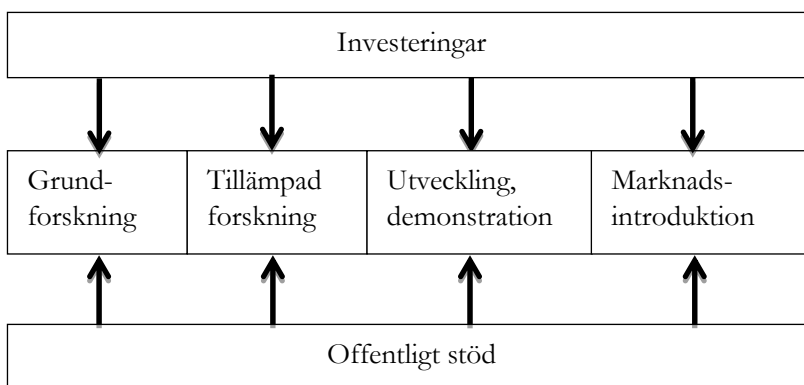 Investeringar
Grund-
forskning
Tillämpad
forskning
Utveckling,
demonstration
Marknads-
introduktion
Offentligt stöd